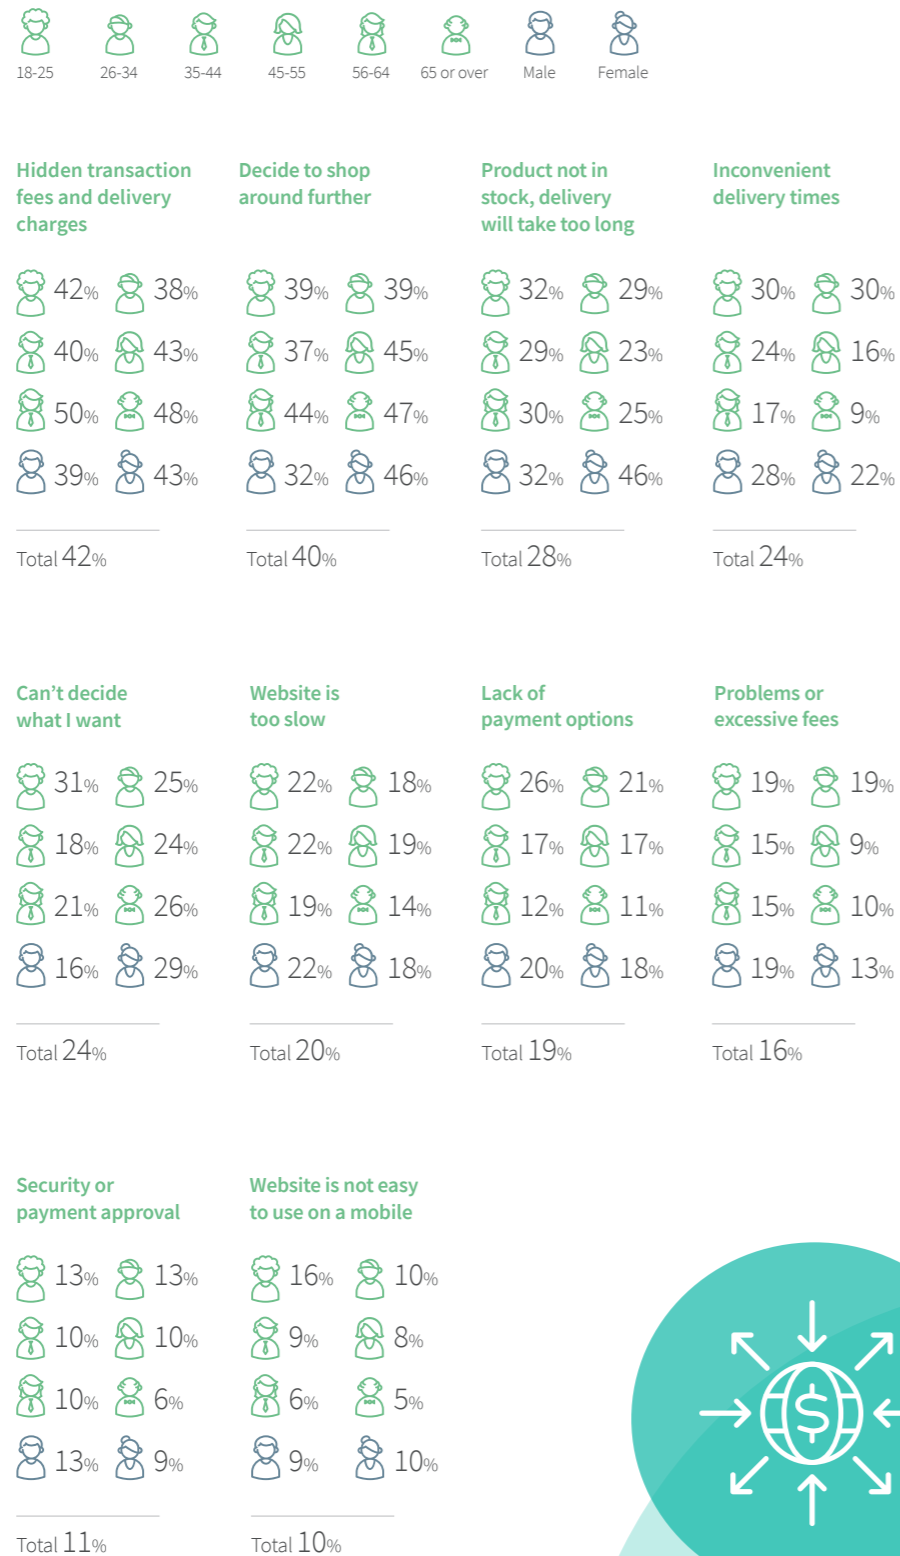 18-25 26-34 35-44 45-55 56-64 65 or over Male Female
Hidden transaction
fees and delivery
charges
42% 38%
40% 43%
50% 48%
39% 43%
Total 42%
Decide to shop
around further
39% 39%
37% 45%
44% 47%
32% 46%
Total 40%
Product not in
stock, delivery
will take too long
32% 29%
29% 23%
30% 25%
32% 46%
Total 28%
Inconvenient
delivery times
30% 30%
24% 16%
17% 9%
28% 22%
Total 24%
Can’t decide
what I want
31% 25%
18% 24%
21% 26%
16% 29%
Total 24%
Website is
too slow
22% 18%
22% 19%
19% 14%
22% 18%
Total 20%
Lack of
payment options
26% 21%
17% 17%
12% 11%
20% 18%
Total 19%
Problems or
excessive fees
19% 19%
15% 9%
15% 10%
19% 13%
Total 16%
Security or
payment approval
13% 13%
10% 10%
10% 6%
13% 9%
Total 11%
Website is not easy
to use on a mobile
16% 10%
9% 8%
6% 5%
9% 10%
Total 10%
$